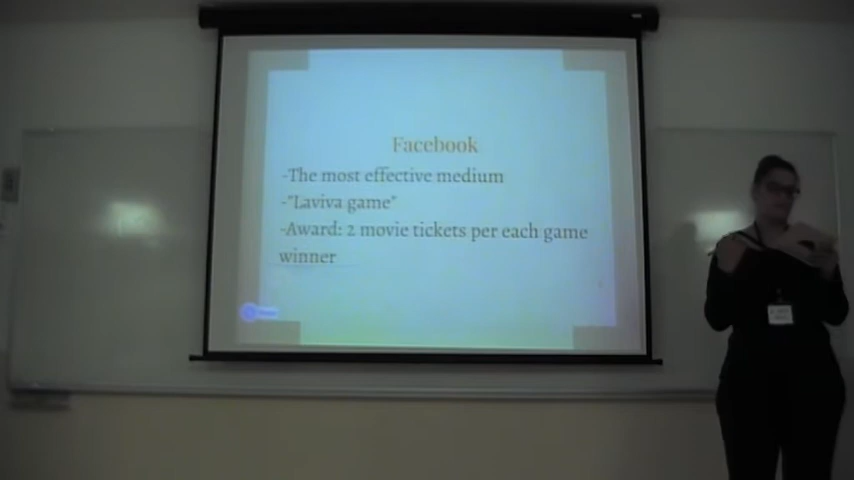 Facebook
-The most effective medium
-"Laviva game"
-Award: 2 movie tickets per each game
winner